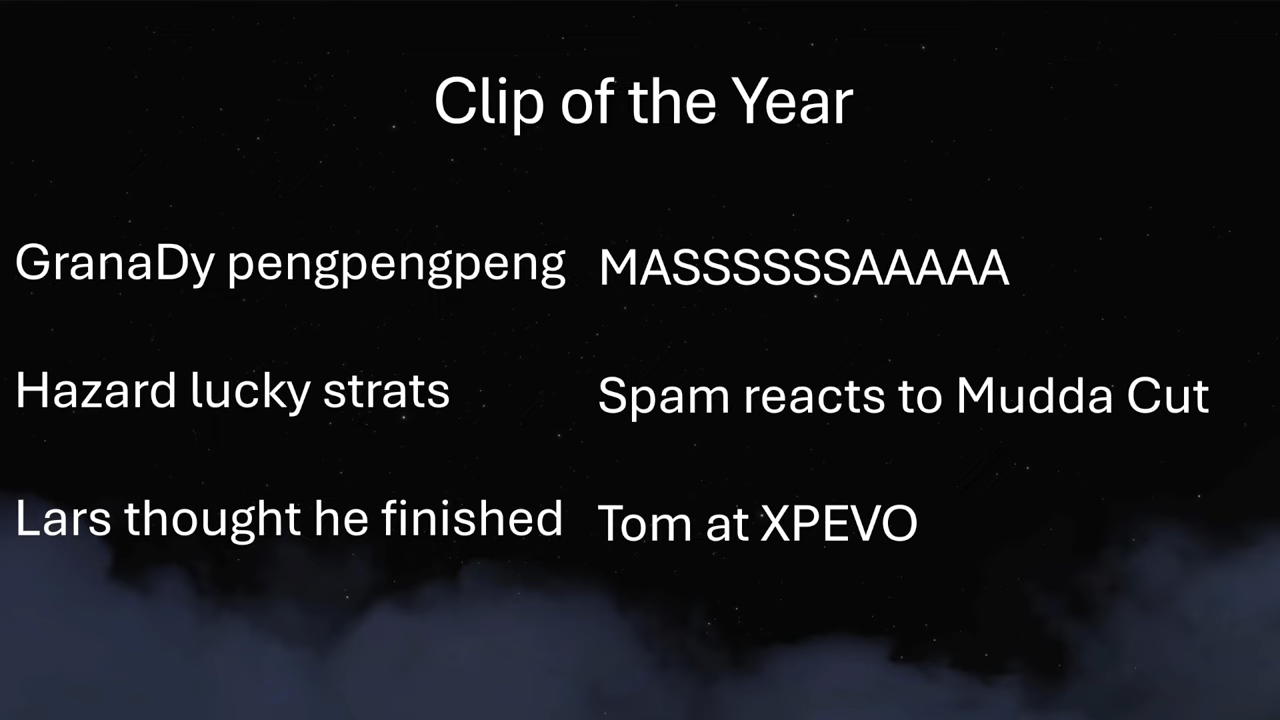 Clip of the Year
GranaDy pengpengpeng
MASSSSSSAAAAA
Hazard lucky strats
Spam reacts to Mudda Cut
Lars thought he finished
Tom at XPEVO